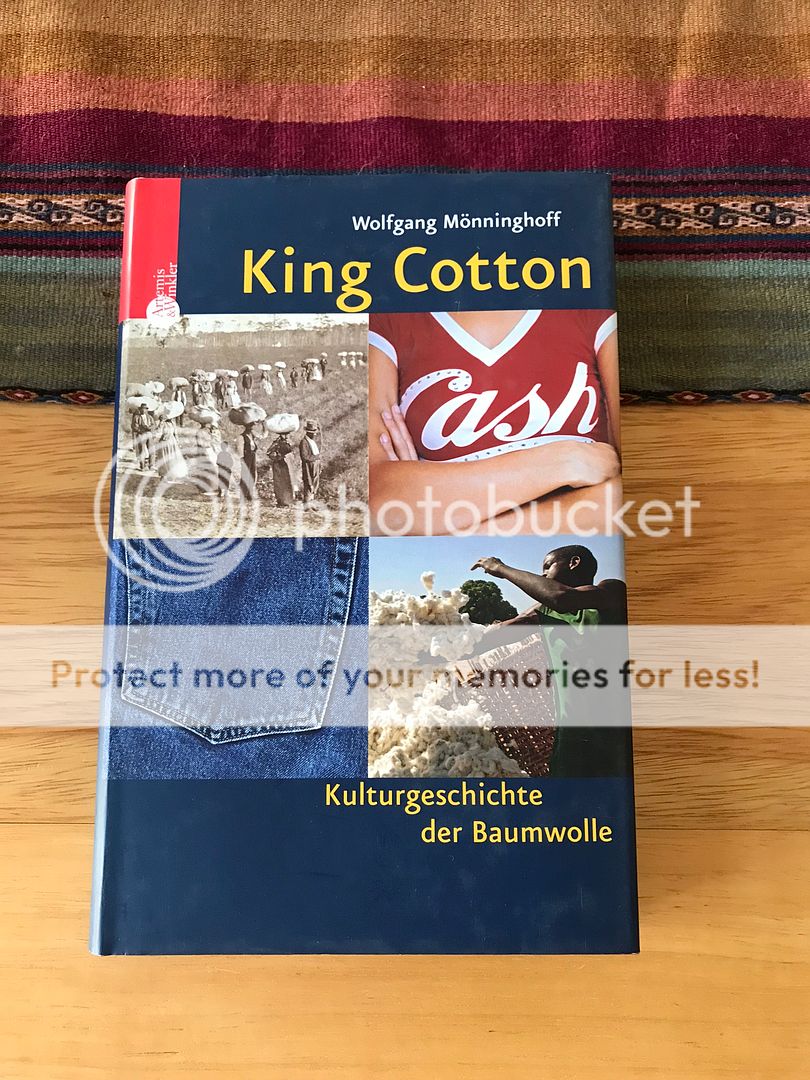 Wolfgang Mönninghoff
King Cotton
Artemis
&Winkler
Cash
photobucket
Protect more of your memories for less!
Kulturgeschichte
der Baumwolle